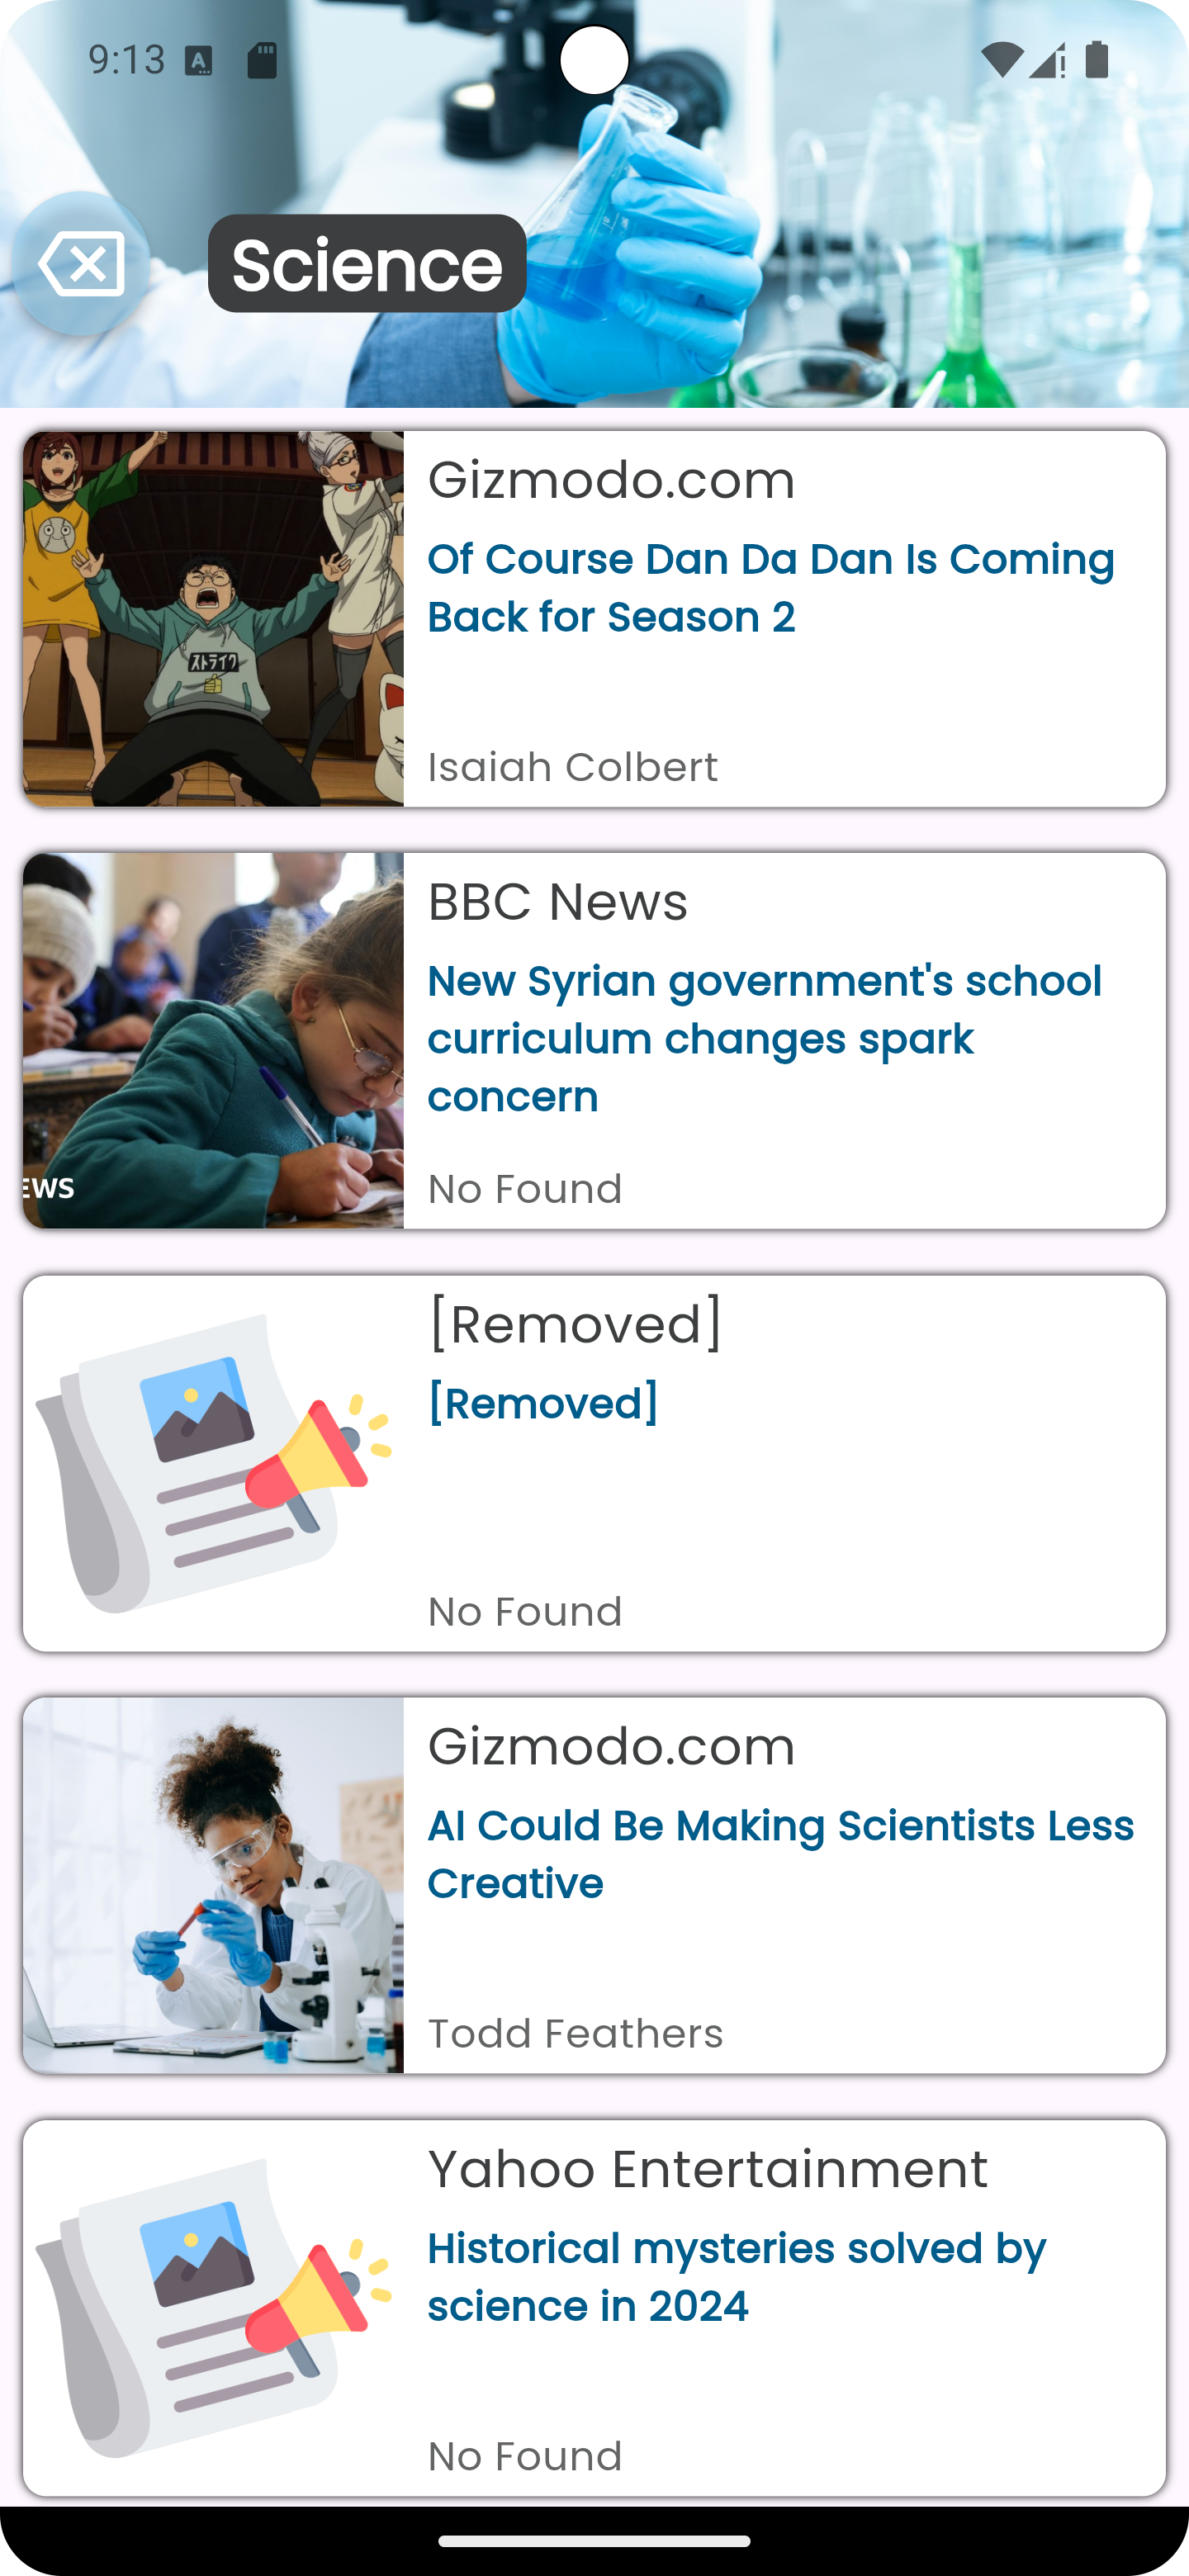 9:13
Science
Gizmodo.com
Of Course Dan Da Dan Is Coming
Back for Season 2
ストライク
Isaiah Colbert
BBC News
New Syrian government's school
curriculum changes spark
concern
EWS
No Found
[Removed]
[Removed]
No Found
Gizmodo.com
AI Could Be Making Scientists Less
Creative
Todd Feathers
Yahoo Entertainment
Historical mysteries solved by
science in 2024
No Found